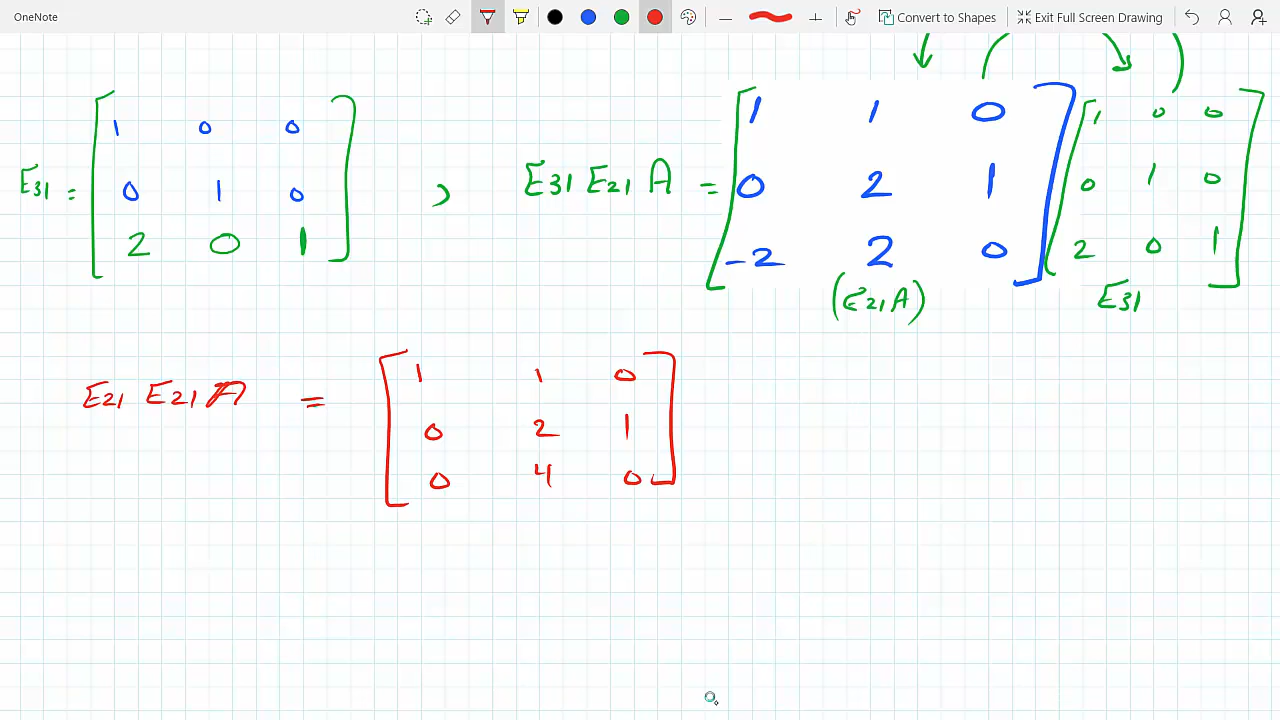 OneNote
Convert to Shapes
Exit Full Screen Drawing
E31 = [ 1 0 0
0 1 0
2 0 1 ] , E31 E21 A = [ 1 1 0
0 2 1
-2 2 0 ] [ 1 0 0
0 1 0
2 0 1 ]
(E21A) E31
E21 E21 A = [ 1 1 0
0 2 1
0 4 0 ]